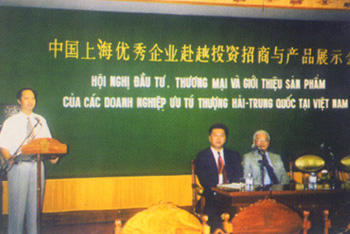 中国上海优秀企业赴越投资招商与产品展示
HỘI NGHỊ ĐẦU TƯ, THƯƠNG MẠI VÀ GIỚI THIỆU SẢN PHẨM
CỦA CÁC DOANH NGHIỆP ƯU TÚ THƯỢNG HẢI-TRUNG QUỐC TẠI VIỆT NAM